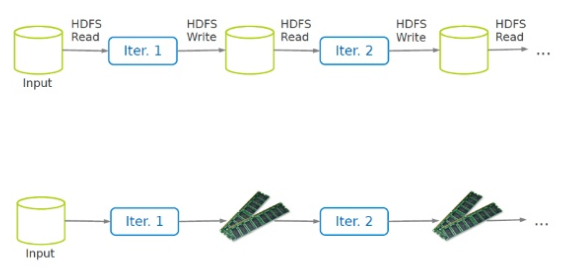 HDFS
Read
Iter. 1
HDFS
Write
HDFS
Read
Iter. 2
HDFS
Write
HDFS
Read
...
Input
Iter. 1
Iter. 2
...
Input